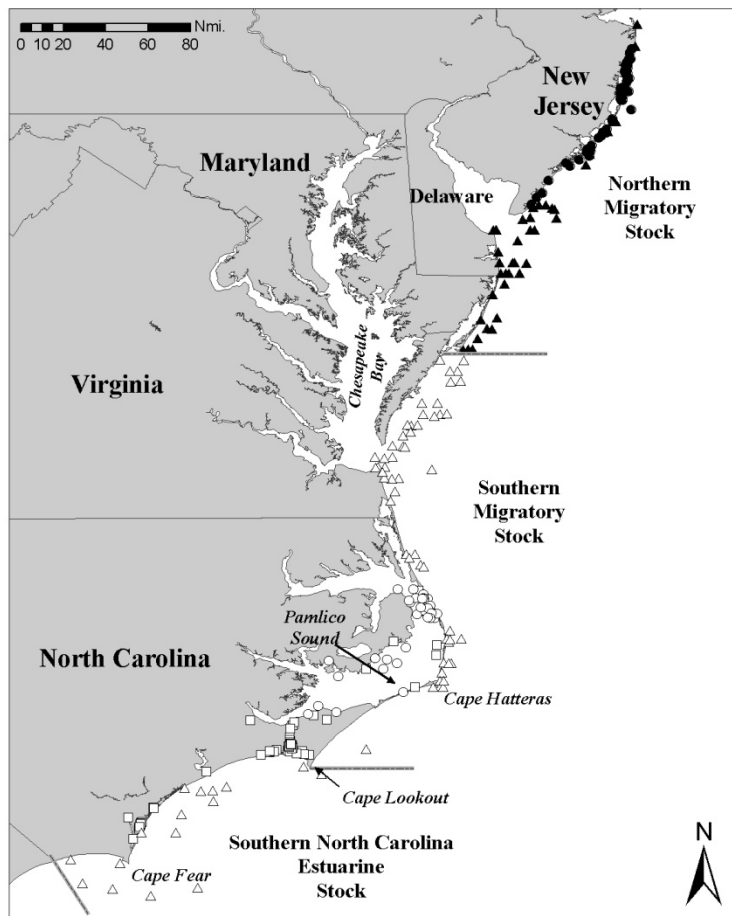 Nmi.
0 10 20 40 60 80
New
Jersey
Maryland
Delaware
Northern
Migratory
Stock
Chesapeake
Bay
Virginia
Southern
Migratory
Stock
Pamlico
Sound
North Carolina
Cape Hatteras
Cape Lookout
Southern North Carolina
Estuarine
Stock
Cape Fear
N